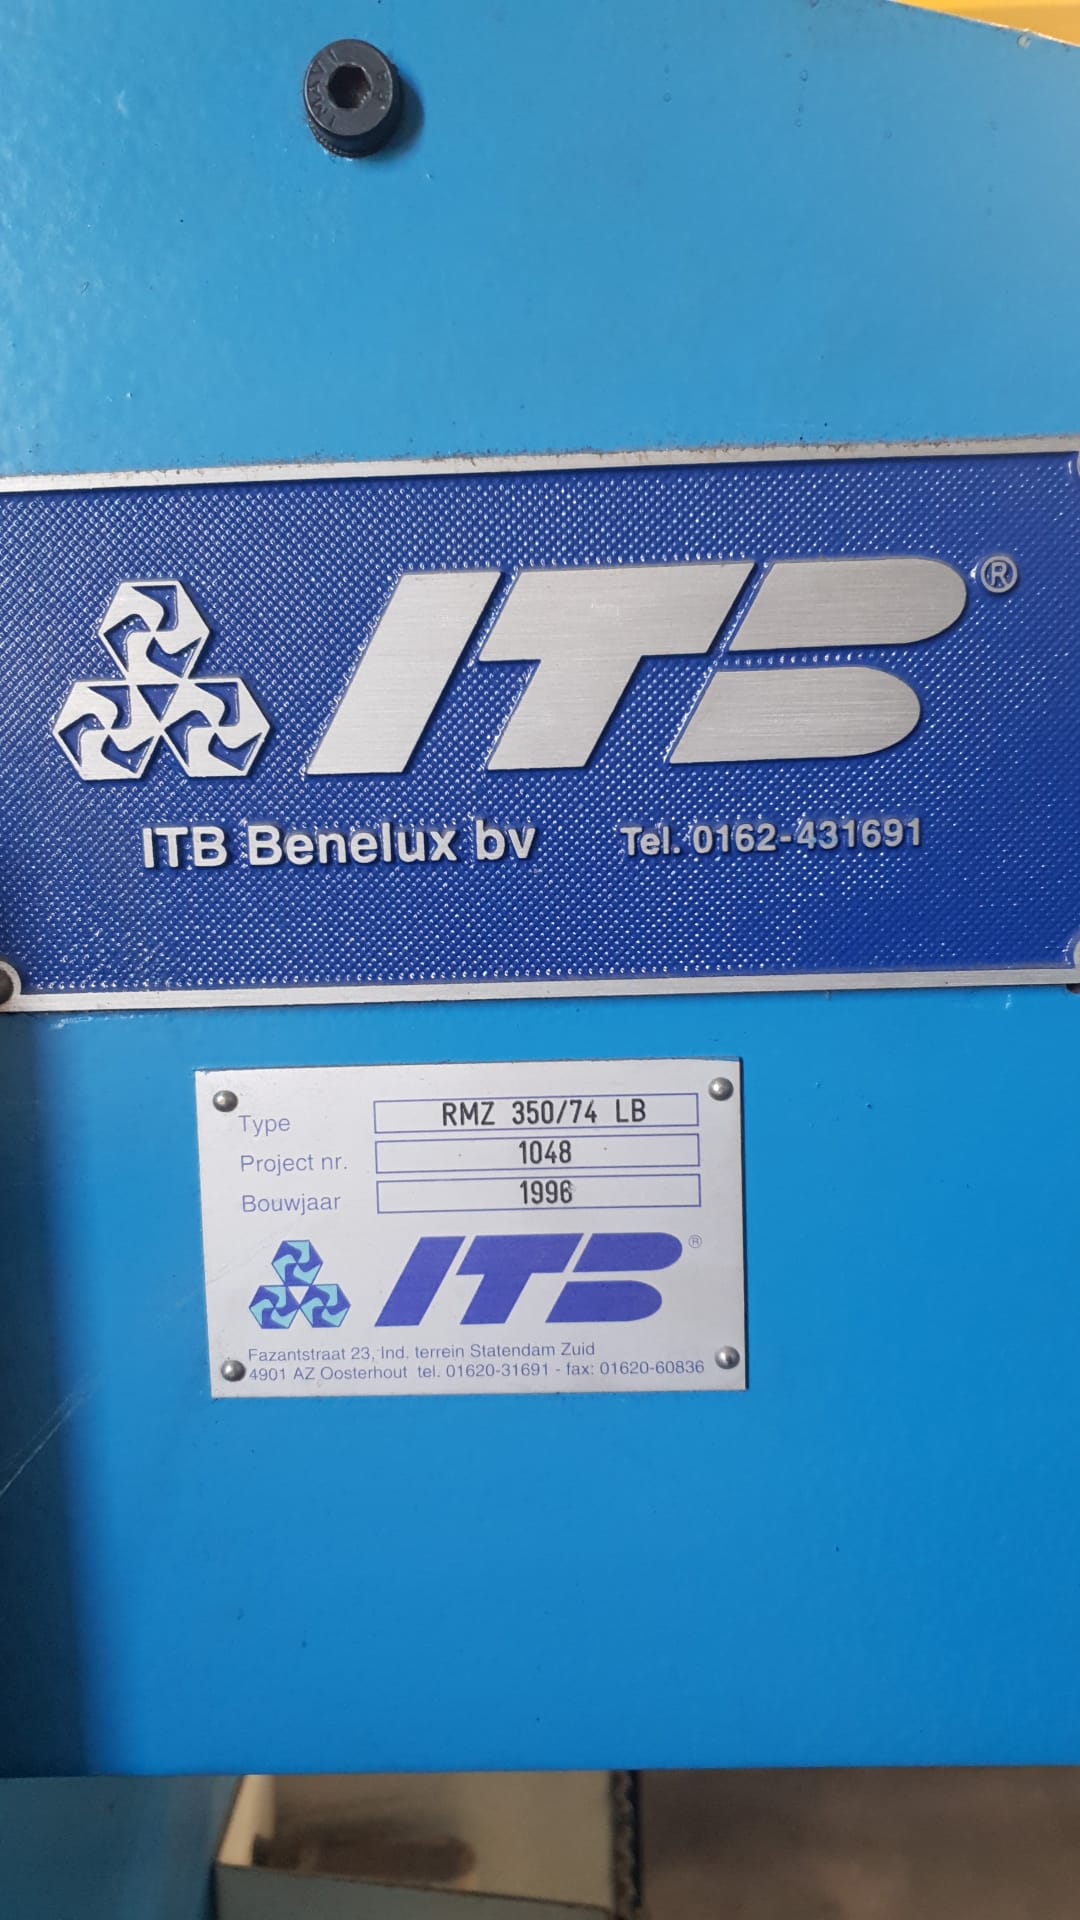 ITB ®
ITB Benelux bv Tel. 0162-431691
Type RMZ 350/74 LB
Project nr. 1048
Bouwjaar 1996
ITB ®
Fazantstraat 23, Ind. terrein Statendam Zuid
4901 AZ Oosterhout tel. 01620-31691 - fax: 01620-60836